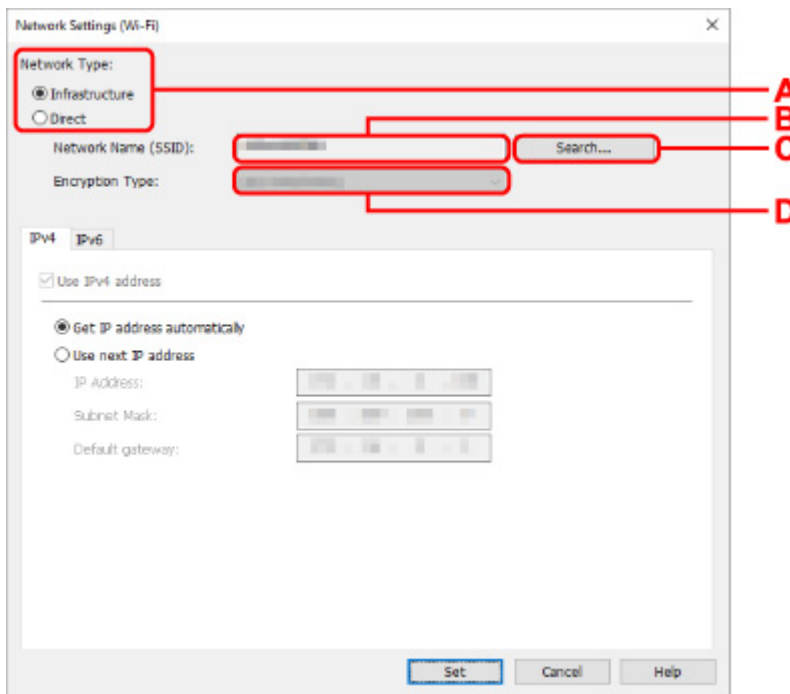 Network Settings (Wi-Fi)
Network Type:
Infrastructure
Direct
A
B
Network Name (SSID):
Search...
C
Encryption Type:
D
IPv4 IPv6
Use IPv4 address
Get IP address automatically
Use next IP address
IP Address:
Subnet Mask:
Default gateway:
Set Cancel Help